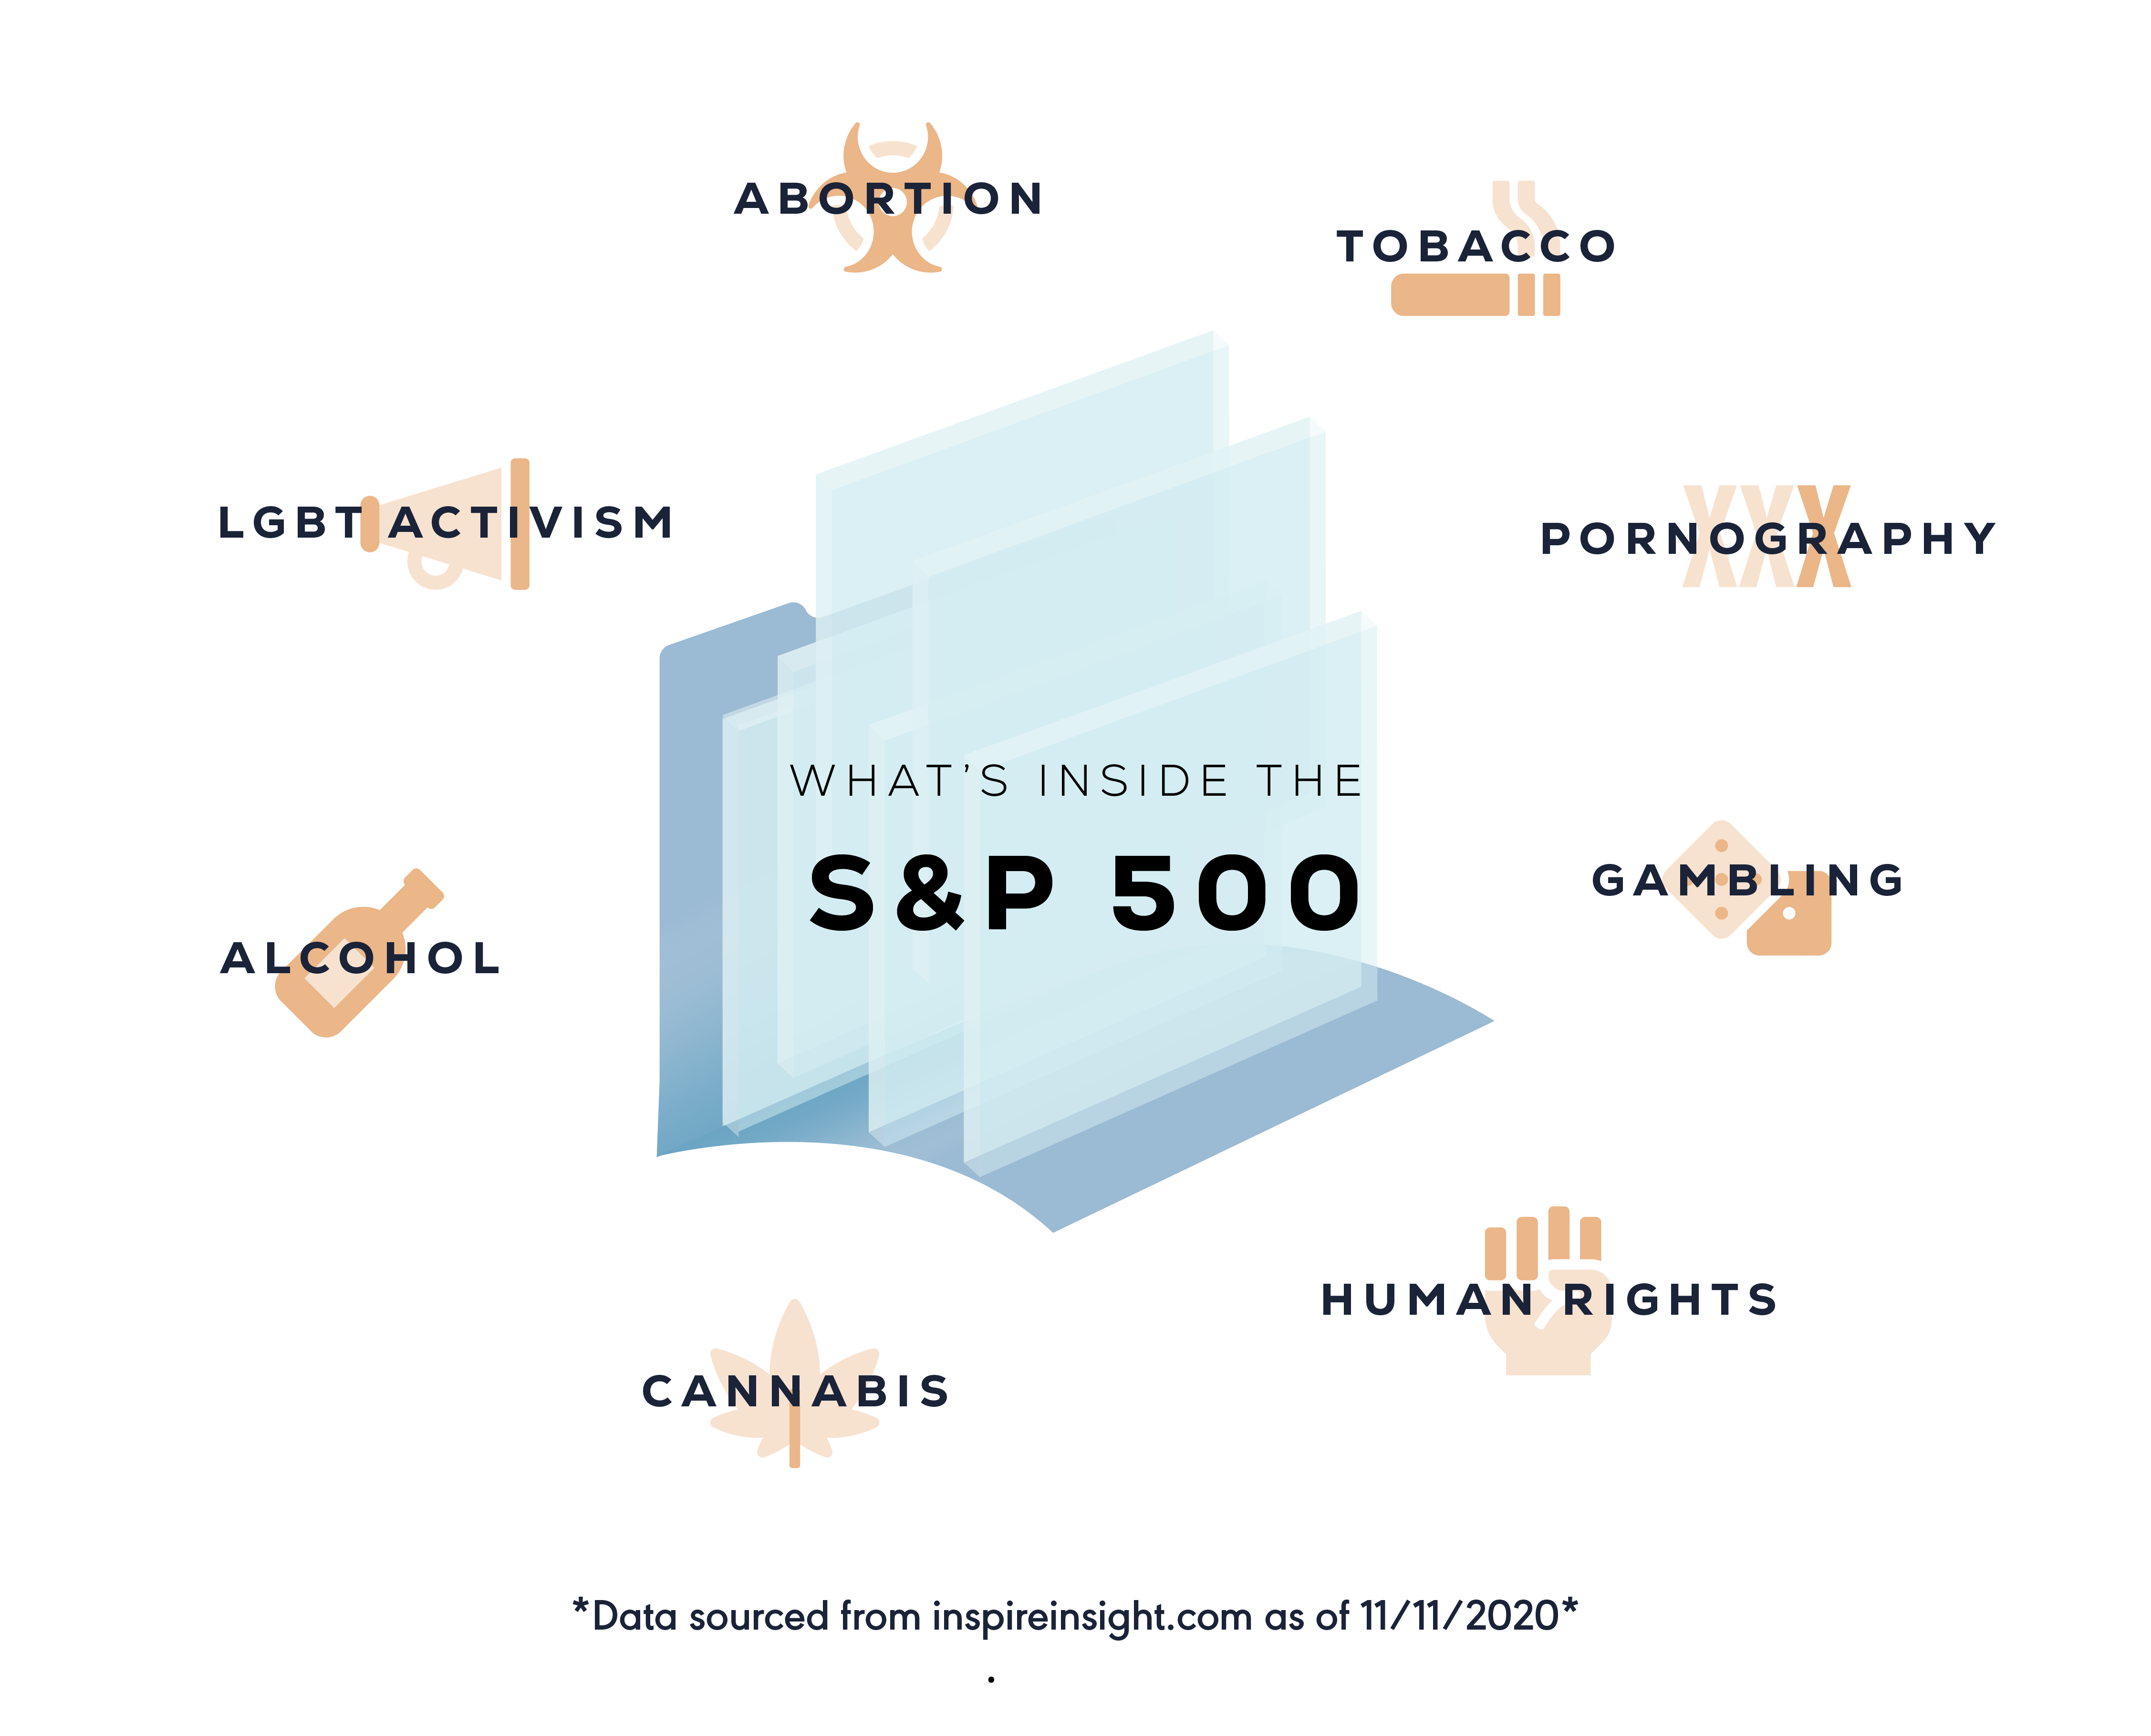 ABORTION
TOBACCO
LGBT ACTIVISM
XXX
PORNOGRAPHY
WHAT'S INSIDE THE
S&P 500
GAMBLING
ALCOHOL
HUMAN RIGHTS
CANNABIS
*Data sourced from inspireinsight.com as of 11/11/2020*
.